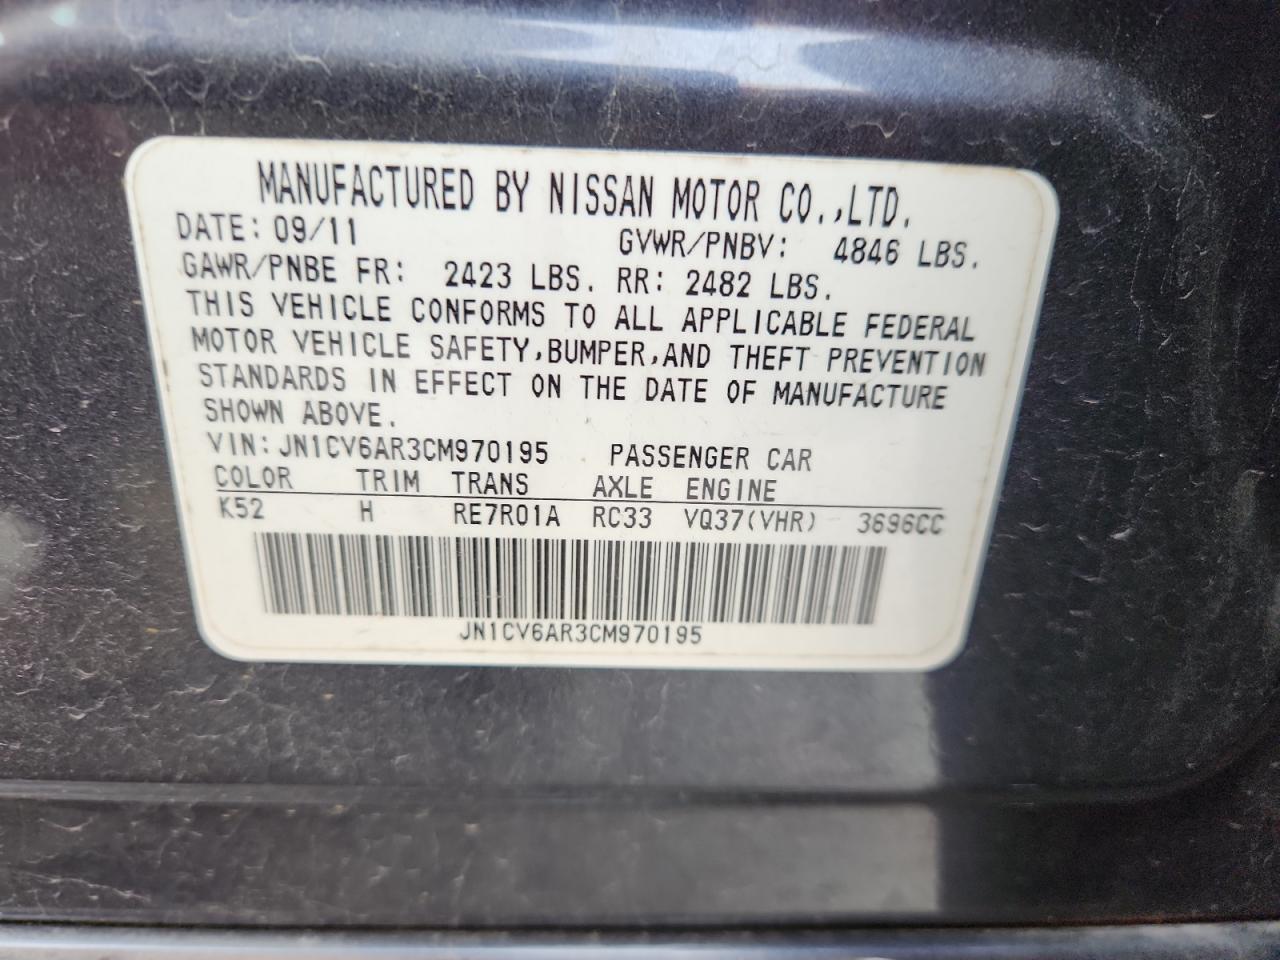 MANUFACTURED BY NISSAN MOTOR CO.,LTD.
DATE: 09/11 GVWR/PNBV: 4846 LBS.
GAWR/PNBE FR: 2423 LBS. RR: 2482 LBS.
THIS VEHICLE CONFORMS TO ALL APPLICABLE FEDERAL
MOTOR VEHICLE SAFETY,BUMPER,AND THEFT PREVENTION
STANDARDS IN EFFECT ON THE DATE OF MANUFACTURE
SHOWN ABOVE.
VIN:JN1CV6AR3CM970195 PASSENGER CAR
COLOR TRIM TRANS AXLE ENGINE
K52 H RE7R01A RC33 VQ37(VHR) 3696CC
JN1CV6AR3CM970195